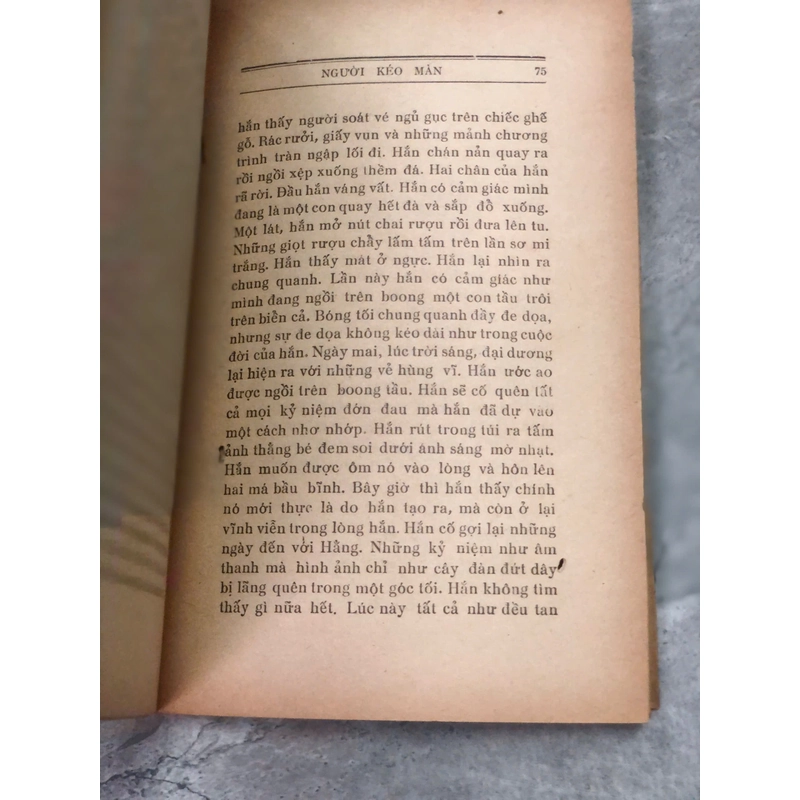 NGƯỜI KÉO MÀN 75
hắn thấy người soát vé ngủ gục trên chiếc ghế
gỗ. Rác rưởi, giấy vụn và những mảnh chương
trình tràn ngập lối đi. Hắn chán nản quay ra
rồi ngồi xệp xuống thềm đá. Hai chân của hắn
rã rời. Đầu hắn váng vất. Hắn có cảm giác mình
đang là một con quay hết đà và sắp đồ xuống.
Một lát, hắn mở nút chai rượu rồi đưa lên tu.
Những giọt rượu chẩy lấm tấm trên lần sơ mi
trắng. Hắn thấy mát ở ngực. Hắn lại nhìn ra
chung quanh. Lần này hắn có cảm giác như
mình đang ngồi trên boong một con tầu trôi
trên biển cả. Bóng tối chung quanh đầy đe dọa,
nhưng sự đe dọa không kéo dài như trong cuộc
đời của hắn. Ngày mai, lúc trời sáng, đại dương
lại hiện ra với những vẻ hùng vĩ. Hắn ước ao
được ngồi trên boong tầu. Hắn sẽ cố quên tất
cả mọi kỷ niệm đớn đau mà hắn đã dự vào
một cách nhơ nhớp. Hắn rút trong túi ra tấm
ảnh thằng bé đem soi dưới ánh sáng mờ nhạt.
Hắn muốn được ôm nó vào lòng và hôn lên
hai má bầu bĩnh. Bây giờ thì hắn thấy chính
nó mới thực là do hắn tạo ra, mà còn ở lại
vĩnh viễn trong lòng hắn. Hắn cố gợi lại những
ngày đến với Hằng. Những kỷ niệm như âm
thanh mà hình ảnh chỉ như cây đàn đứt dây
bị lãng quên trong một góc tối. Hắn không tìm
thấy gì nữa hết. Lúc này tất cả như đều tan